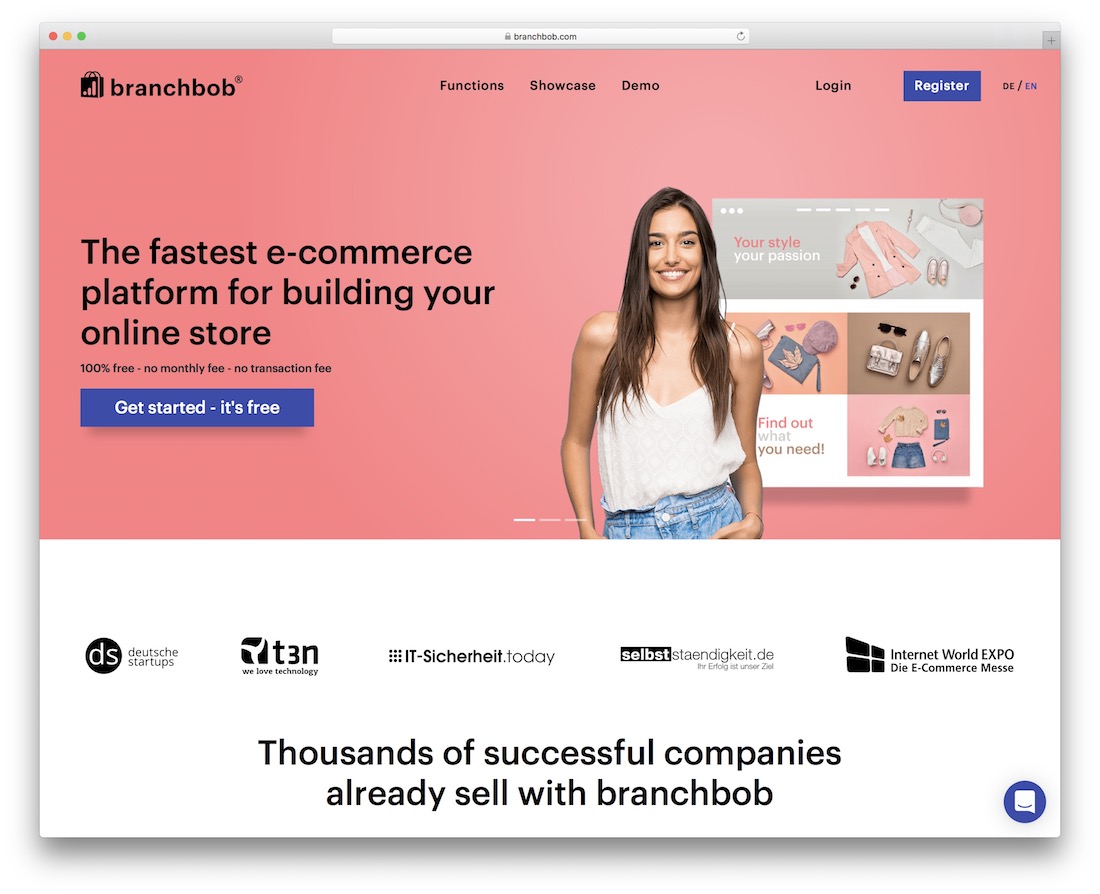 branchbob.com
branchbob®
Functions
Showcase
Demo
Login
Register
DE / EN
The fastest e-commerce
platform for building your
online store
100% free - no monthly fee - no transaction fee
Get started - it's free
Your style
your passion
Find out
what
you need!
ds deutsche
startups
t3n
we love technology
IT-Sicherheit.today
selbststaendigkeit.de
Ihr Erfolg ist unser Ziel
Internet World EXPO
Die E-Commerce Messe
Thousands of successful companies
already sell with branchbob